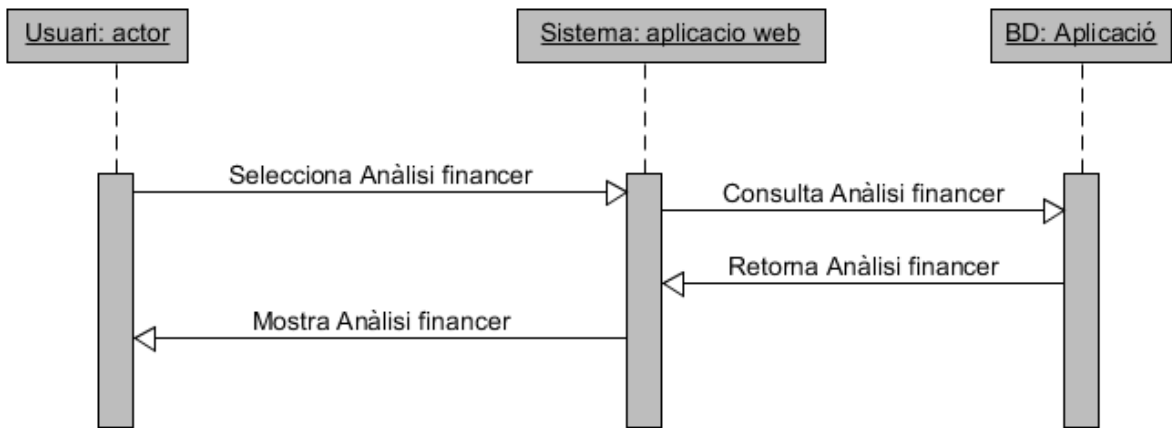 Usuari: actor
Sistema: aplicacio web
BD: Aplicació
Selecciona Anàlisi financer
Consulta Anàlisi financer
Retorna Anàlisi financer
Mostra Anàlisi financer